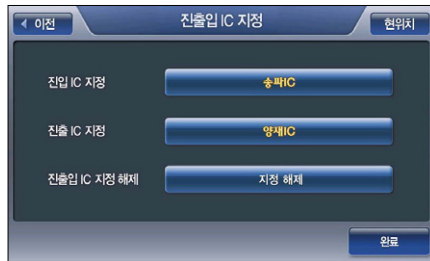 이전
진출입 IC 지정
현위치
진입 IC 지정
송파IC
진출 IC 지정
양재IC
진출입 IC 지정 해제
지정 해제
완료